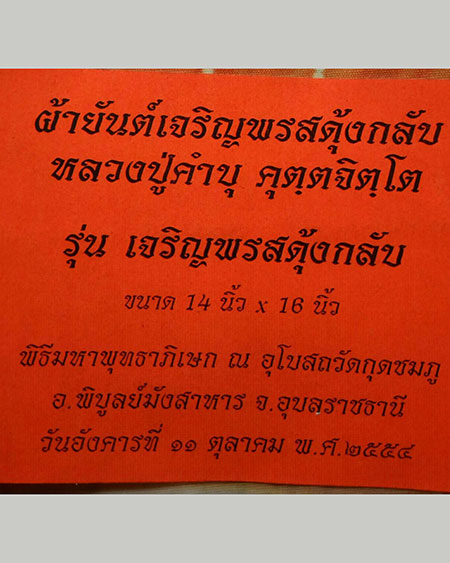 ผ้ายันต์เจริญพรสดุ้งกลับ
หลวงปู่คำบุ คุตฺตจิตฺโต
รุ่น เจริญพรสดุ้งกลับ
ขนาด 14 นิ้ว x 16 นิ้ว
พิธีมหาพุทธาภิเษก ณ อุโบสถวัดกุดชมภู
อ.พิบูลย์มังสาหาร จ.อุบลราชธานี
วันอังคารที่ ๑๑ ตุลาคม พ.ศ.๒๕๕๔